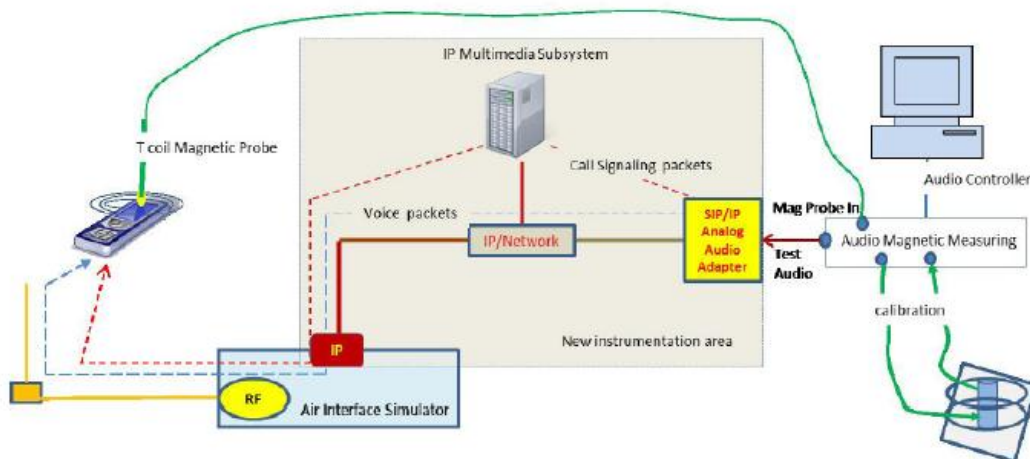 IP Multimedia Subsystem
T coil Magnetic Probe
Call Signaling packets
Audio Controller
Voice packets
SIP/IP
Analog
Audio
Adapter
Mag Probe In
IP/Network
Audio Magnetic Measuring
Test
Audio
calibration
New instrumentation area
IP
RF
Air Interface Simulator